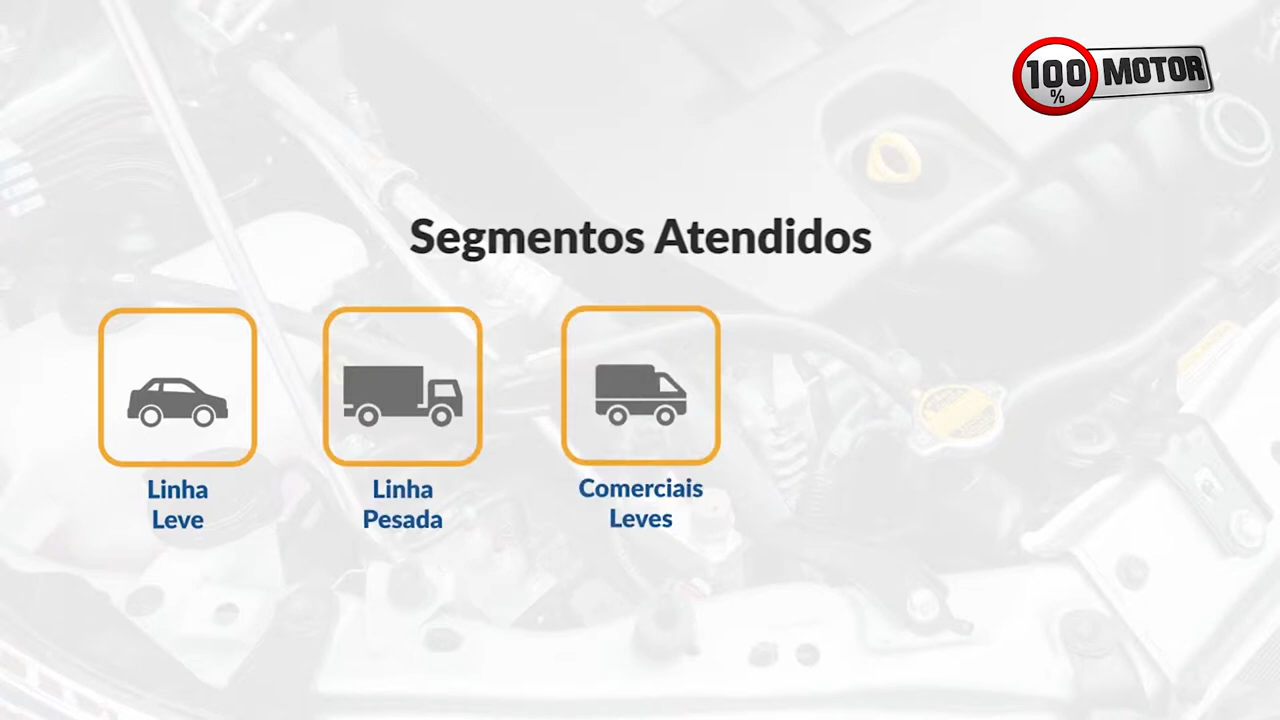 100 % MOTOR
Segmentos Atendidos
Linha
Leve
Linha
Pesada
Comerciais
Leves